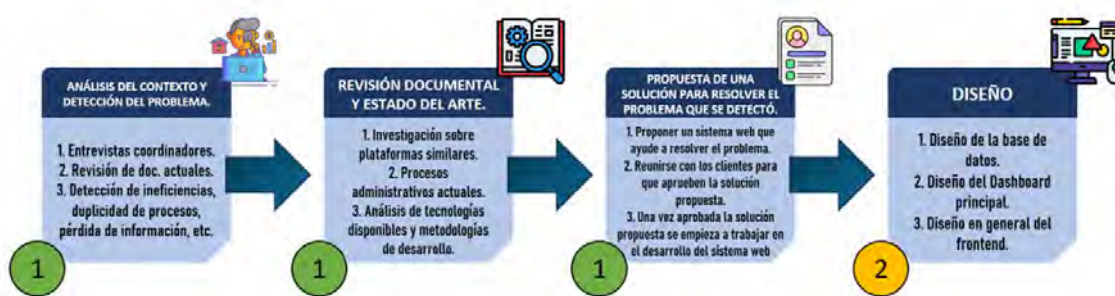 ANÁLISIS DEL CONTEXTO Y
DETECCIÓN DEL PROBLEMA.
1. Entrevistas coordinadores.
2. Revisión de doc. actuales.
3. Detección de ineficiencias,
duplicidad de procesos,
pérdida de información, etc.
1
REVISIÓN DOCUMENTAL
Y ESTADO DEL ARTE.
1. Investigación sobre
plataformas similares.
2. Procesos
administrativos actuales.
3. Análisis de tecnologías
disponibles y metodologías
de desarrollo.
1
PROPUESTA DE UNA
SOLUCIÓN PARA RESOLVER EL
PROBLEMA QUE SE DETECTÓ.
1. Proponer un sistema web que
ayude a resolver el problema.
2. Reunirse con los clientes para
que aprueben la solución
propuesta.
3. Una vez aprobada la solución
propuesta se empieza a trabajar en
el desarrollo del sistema web
1
DISEÑO
1. Diseño de la base de
datos.
2. Diseño del Dashboard
principal.
3. Diseño en general del
frontend.
2